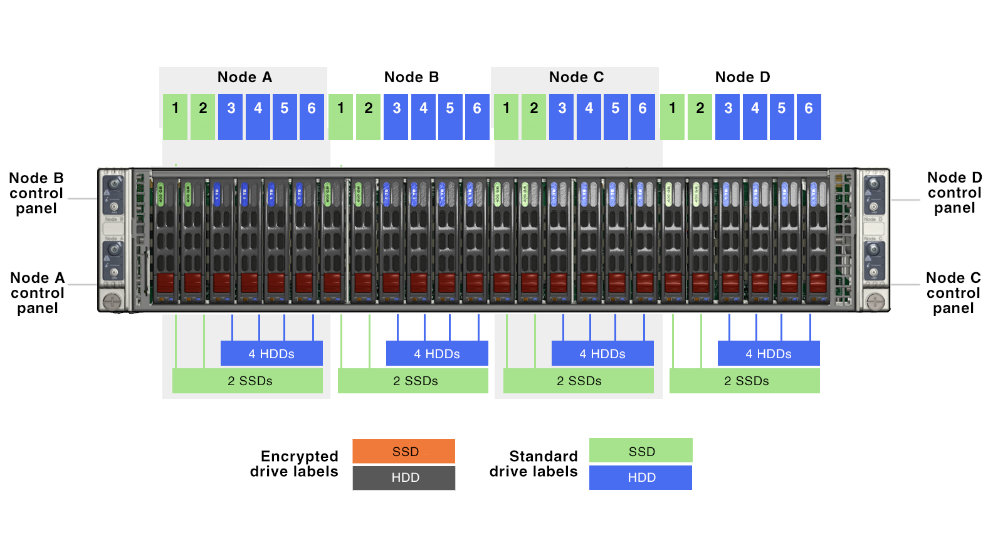 Node A
Node B
Node C
Node D
1 2 3 4 5 6 1 2 3 4 5 6 1 2 3 4 5 6 1 2 3 4 5 6
Node B
control
panel
Node D
control
panel
Node A
control
panel
Node C
control
panel
4 HDDs
4 HDDs
4 HDDs
4 HDDs
2 SSDs
2 SSDs
2 SSDs
2 SSDs
Encrypted
drive labels
SSD
HDD
Standard
drive labels
SSD
HDD